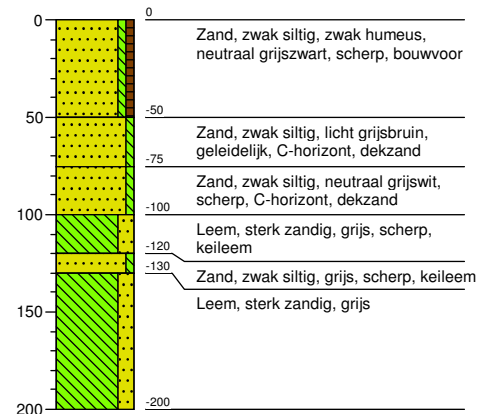 0
0
Zand, zwak siltig, zwak humeus,
neutraal grijszwart, scherp, bouwvoor
50
-50
Zand, zwak siltig, licht grijsbruin,
geleidelijk, C-horizont, dekzand
-75
Zand, zwak siltig, neutraal grijswit,
scherp, C-horizont, dekzand
100
-100
Leem, sterk zandig, grijs, scherp,
keileem
-120
Zand, zwak siltig, grijs, scherp, keileem
-130
Leem, sterk zandig, grijs
150
200
-200